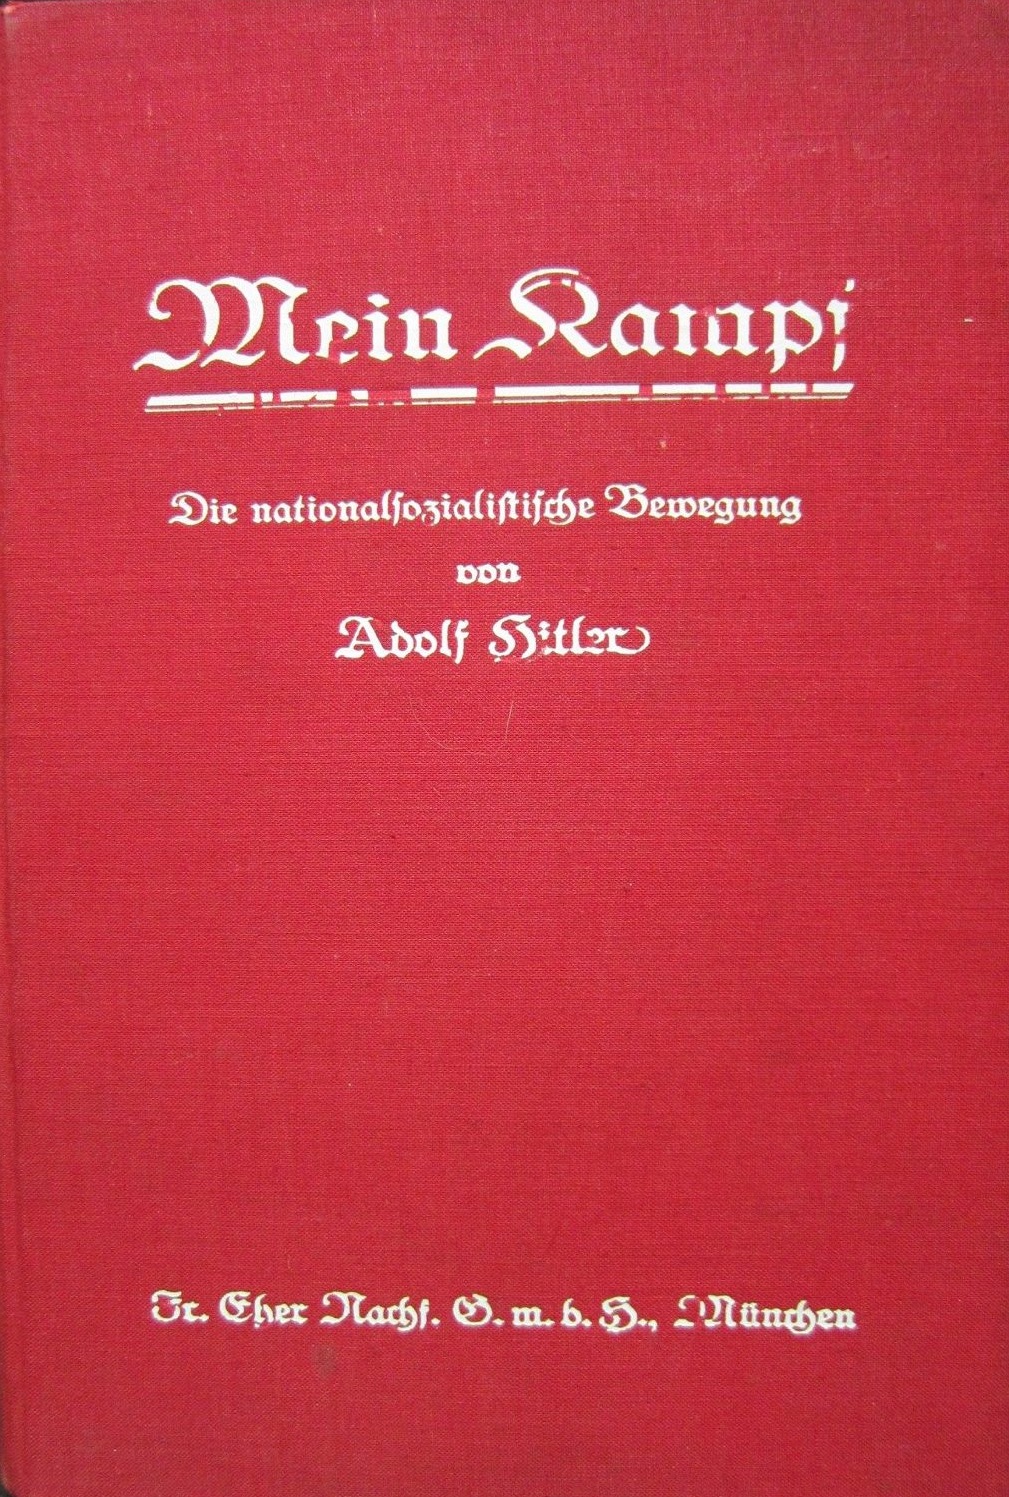 Mein Kampf
Die nationalsozialistische Bewegung
von
Adolf Hitler
Fr. Eher Nachf. G. m. b. H., München